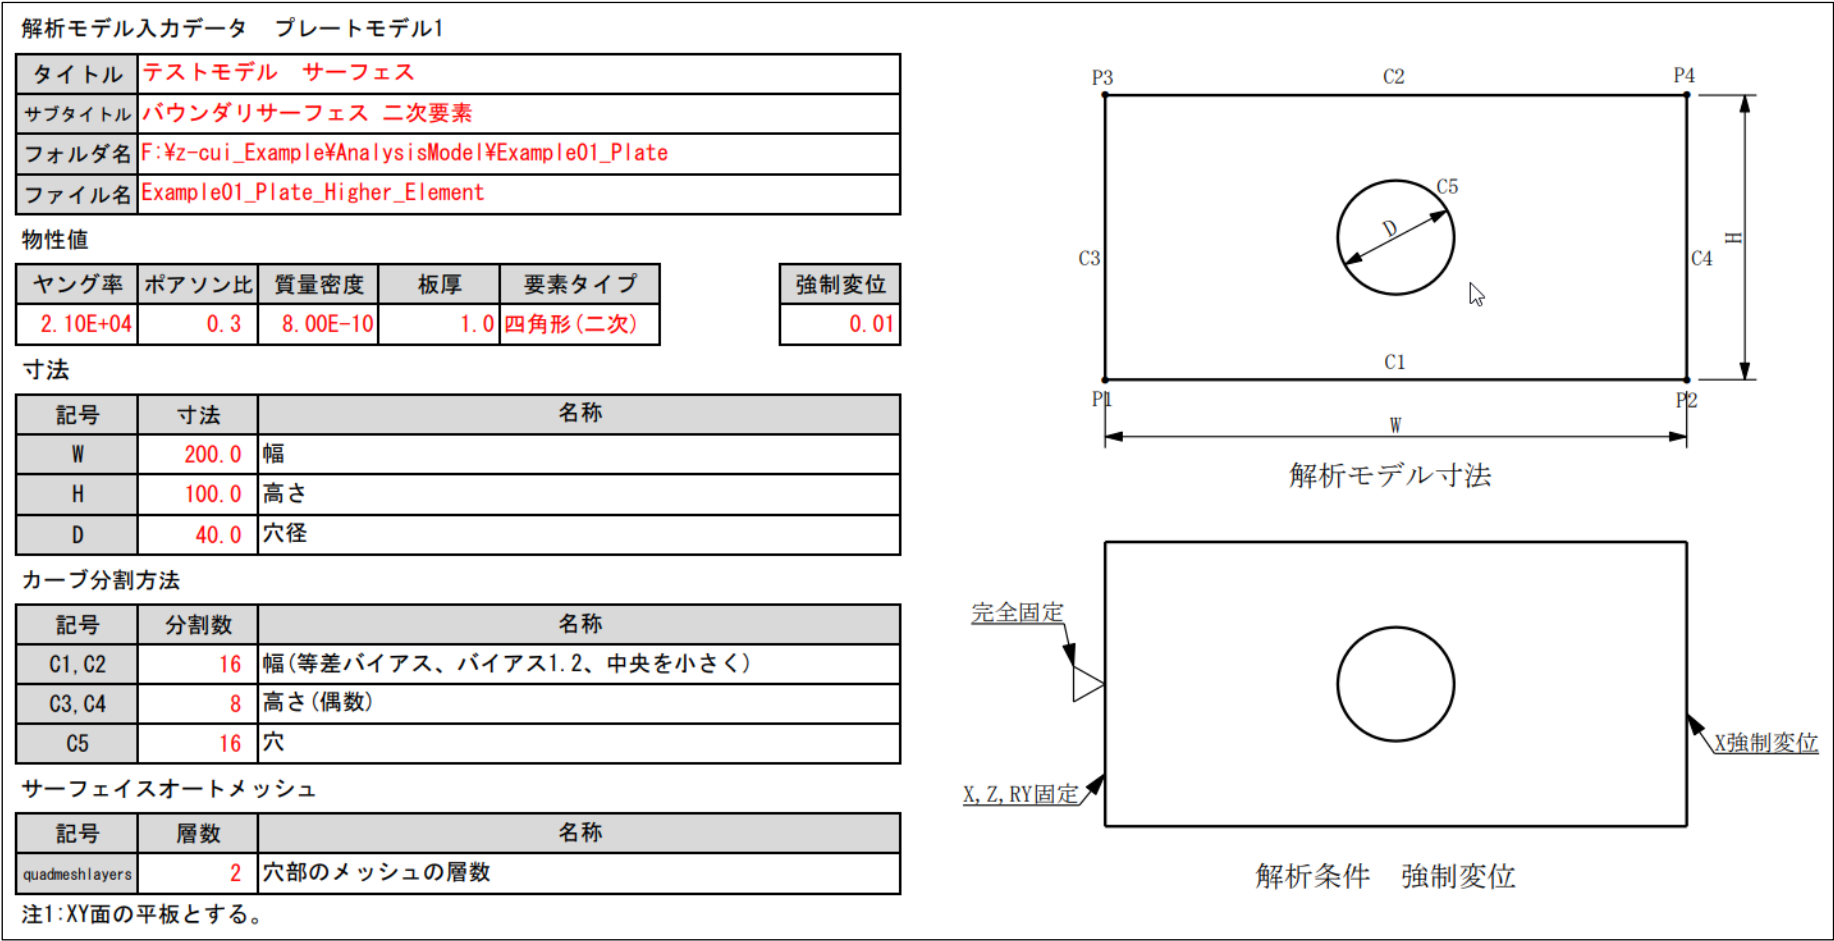 解析モデル入力データ　プレートモデル1
タイトル テストモデル　サーフェス
サブタイトル バウンダリサーフェス 二次要素
フォルダ名 F:¥z-cui_Example¥AnalysisModel¥Example01_Plate
ファイル名 Example01_Plate_Higher_Element
物性値
ヤング率 ポアソン比 質量密度 板厚 要素タイプ 強制変位
2.10E+04 0.3 8.00E-10 1.0 四角形(二次) 0.01
寸法
記号 寸法 名称
W 200.0 幅
H 100.0 高さ
D 40.0 穴径
カーブ分割方法
記号 分割数 名称
C1,C2 16 幅(等差バイアス、バイアス1.2、中央を小さく)
C3,C4 8 高さ(偶数)
C5 16 穴
サーフェイスオートメッシュ
記号 層数 名称
quadmeshlayers 2 穴部のメッシュの層数
注1:XY面の平板とする。
P3 C2 P4
C5
D
H
C3 C4
C1
P1 P2
W
解析モデル寸法
完全固定
X強制変位
X,Z,RY固定
解析条件　強制変位